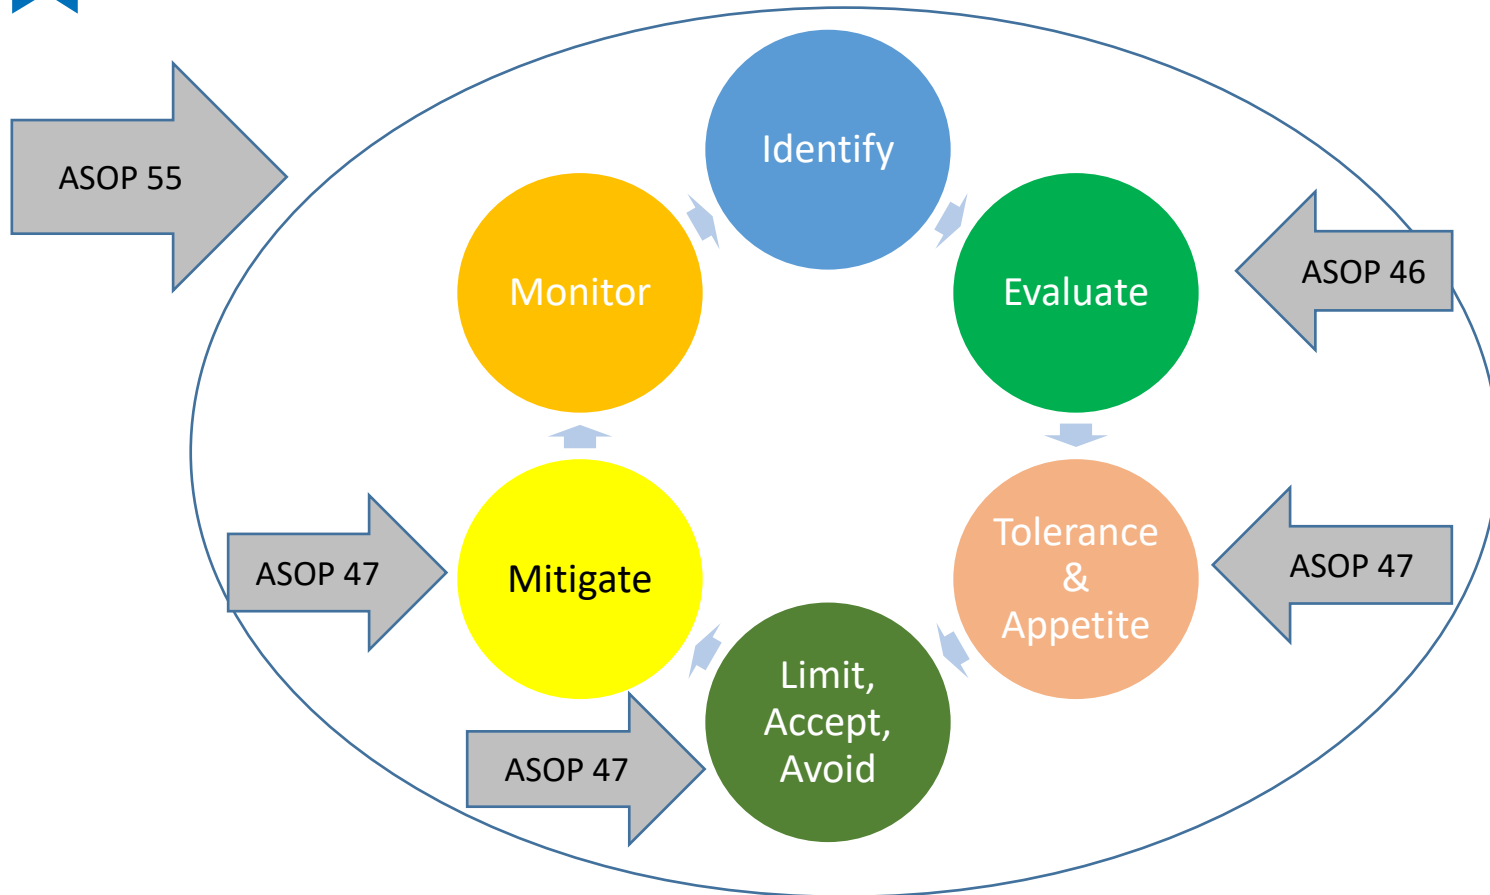 Identify
ASOP 55
Monitor
Evaluate
ASOP 46
Tolerance
&
Appetite
ASOP 47
Mitigate
ASOP 47
Limit,
Accept,
Avoid
ASOP 47